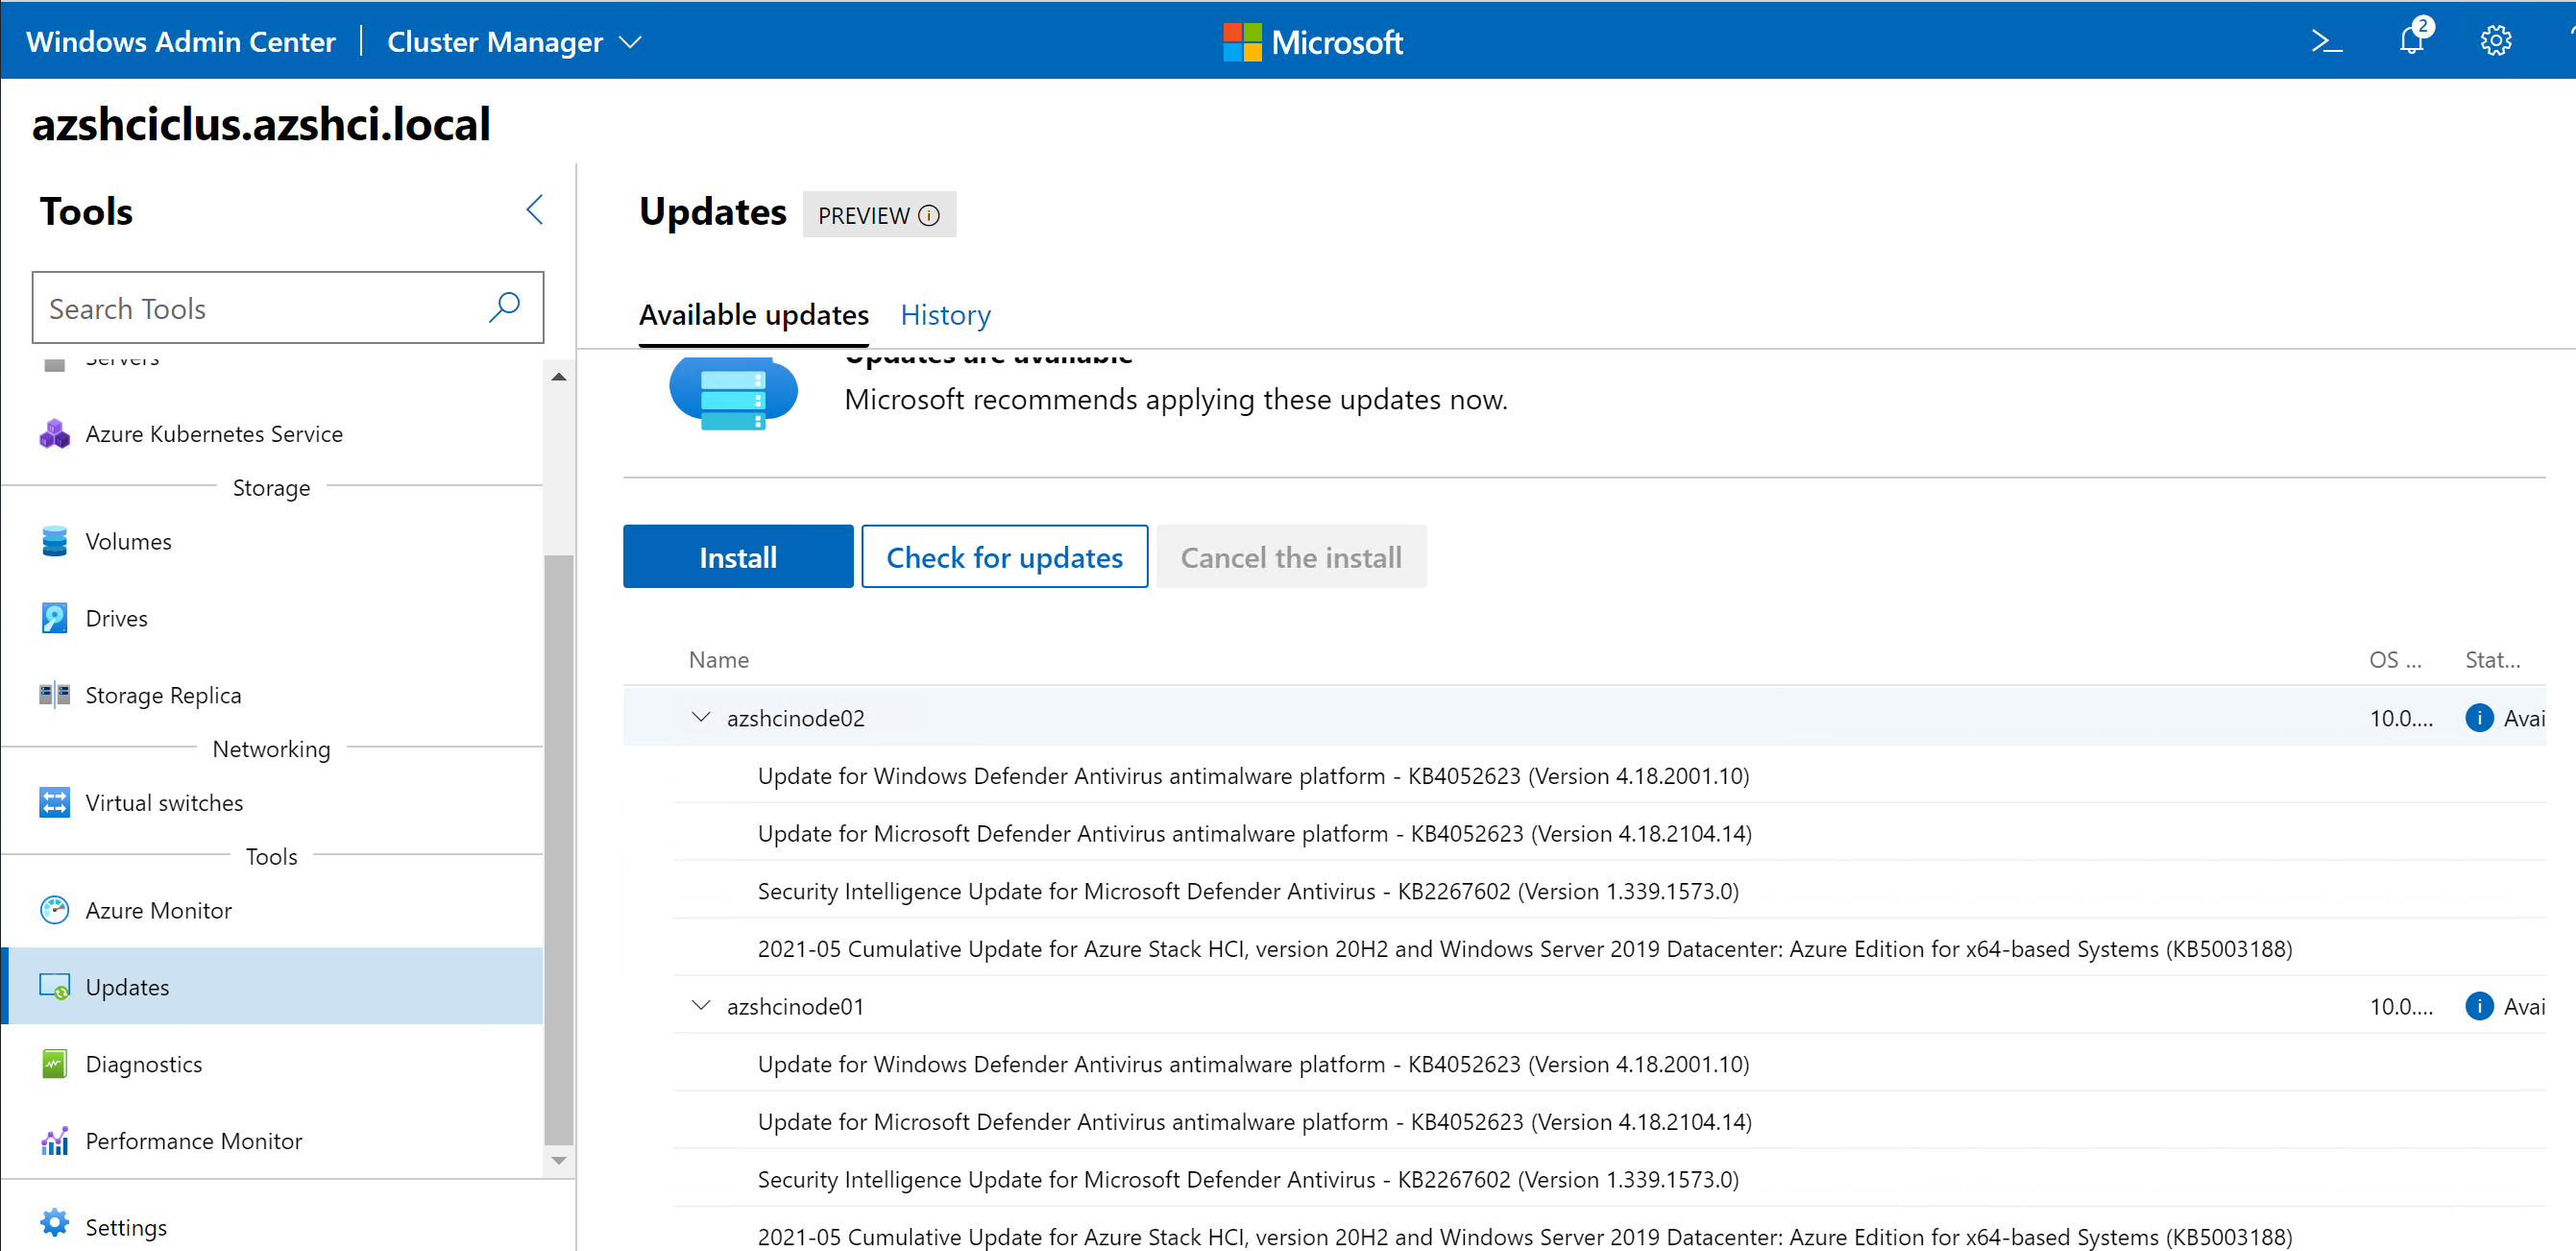 Windows Admin Center | Cluster Manager
Microsoft
2
azshciclus.azshci.local
Tools
Search Tools
Servers
Azure Kubernetes Service
Storage
Volumes
Drives
Storage Replica
Networking
Virtual switches
Tools
Azure Monitor
Updates
Diagnostics
Performance Monitor
Settings
Updates PREVIEW
Available updates History
Updates are available
Microsoft recommends applying these updates now.
Install Check for updates Cancel the install
Name OS ... Stat...
azshcinode02 10.0.... Avai
Update for Windows Defender Antivirus antimalware platform - KB4052623 (Version 4.18.2001.10)
Update for Microsoft Defender Antivirus antimalware platform - KB4052623 (Version 4.18.2104.14)
Security Intelligence Update for Microsoft Defender Antivirus - KB2267602 (Version 1.339.1573.0)
2021-05 Cumulative Update for Azure Stack HCI, version 20H2 and Windows Server 2019 Datacenter: Azure Edition for x64-based Systems (KB5003188)
azshcinode01 10.0.... Avai
Update for Windows Defender Antivirus antimalware platform - KB4052623 (Version 4.18.2001.10)
Update for Microsoft Defender Antivirus antimalware platform - KB4052623 (Version 4.18.2104.14)
Security Intelligence Update for Microsoft Defender Antivirus - KB2267602 (Version 1.339.1573.0)
2021-05 Cumulative Update for Azure Stack HCI, version 20H2 and Windows Server 2019 Datacenter: Azure Edition for x64-based Systems (KB5003188)